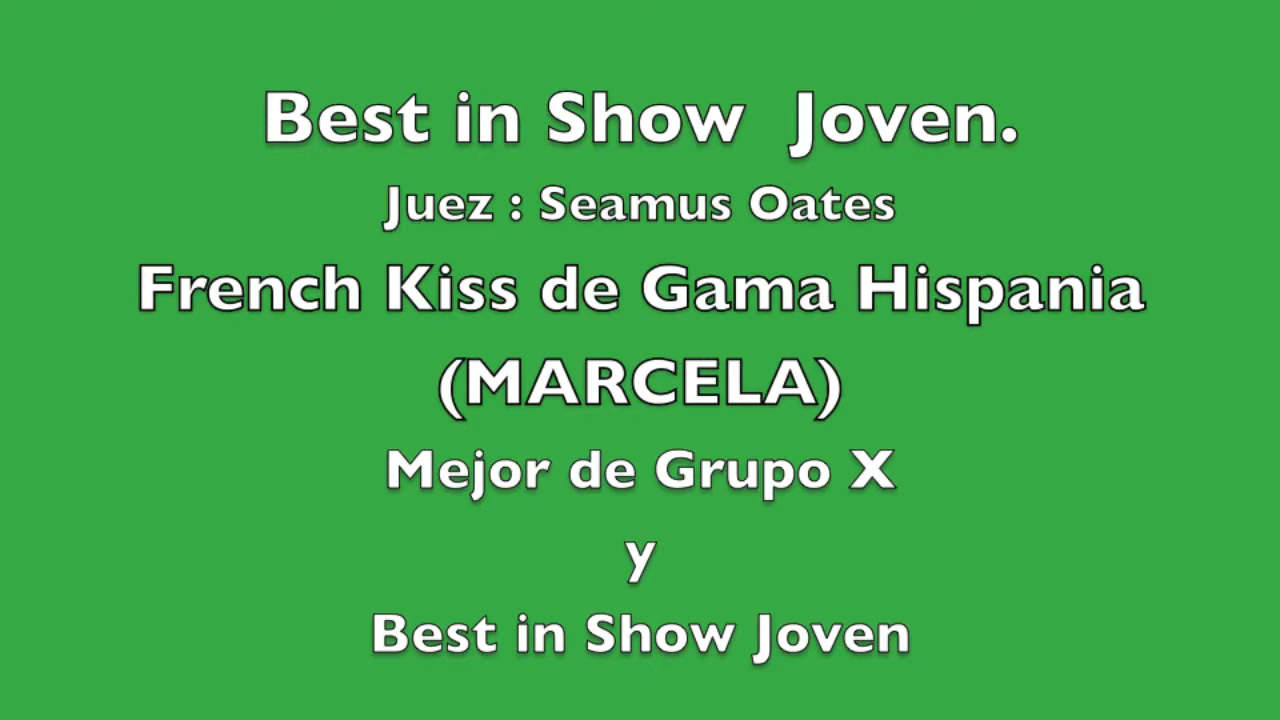 Best in Show  Joven.
Juez : Seamus Oates
French Kiss de Gama Hispania
(MARCELA)
Mejor de Grupo X
y
Best in Show Joven